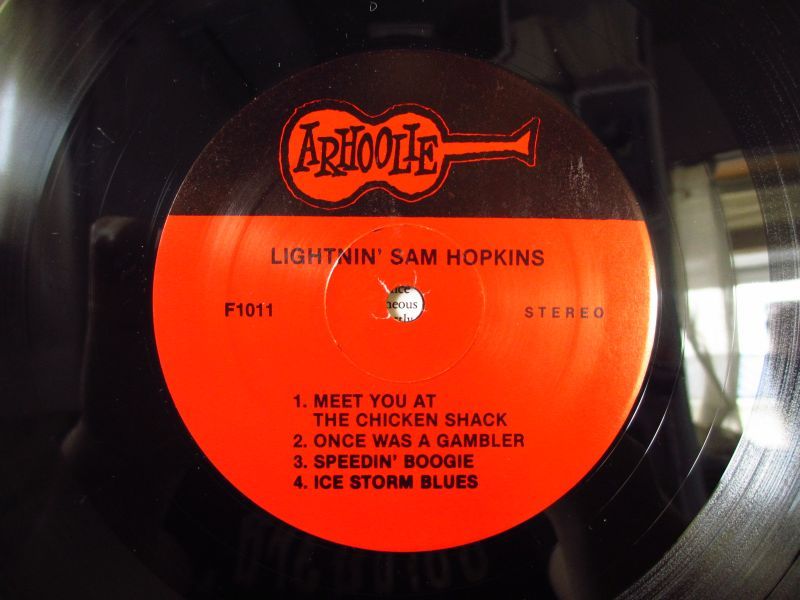 ARHOOLIE
LIGHTNIN' SAM HOPKINS
F1011
STEREO
neous
1. MEET YOU AT
THE CHICKEN SHACK
2. ONCE WAS A GAMBLER
3. SPEEDIN' BOOGIE
4. ICE STORM BLUES